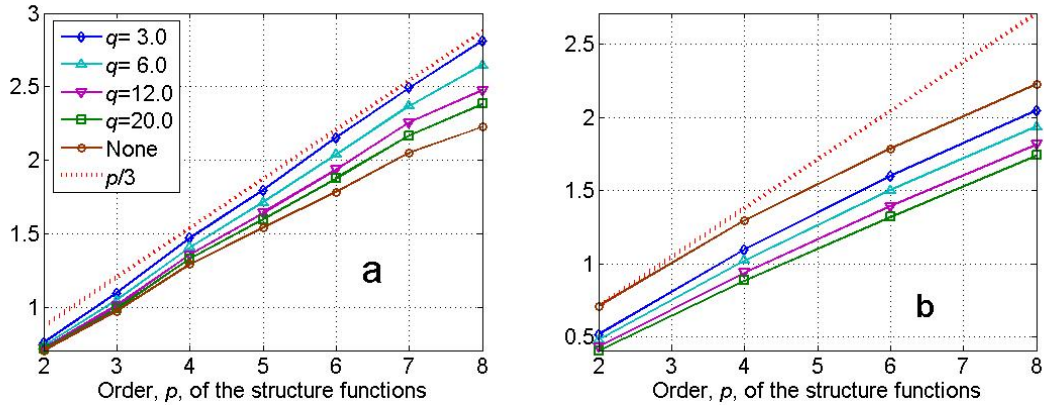 3
2.5
2
1.5
1
q= 3.0
q= 6.0
q=12.0
q=20.0
None
p/3
a
2 3 4 5 6 7 8
Order, p, of the structure functions
2.5
2
1.5
1
0.5
b
2 3 4 5 6 7 8
Order, p, of the structure functions